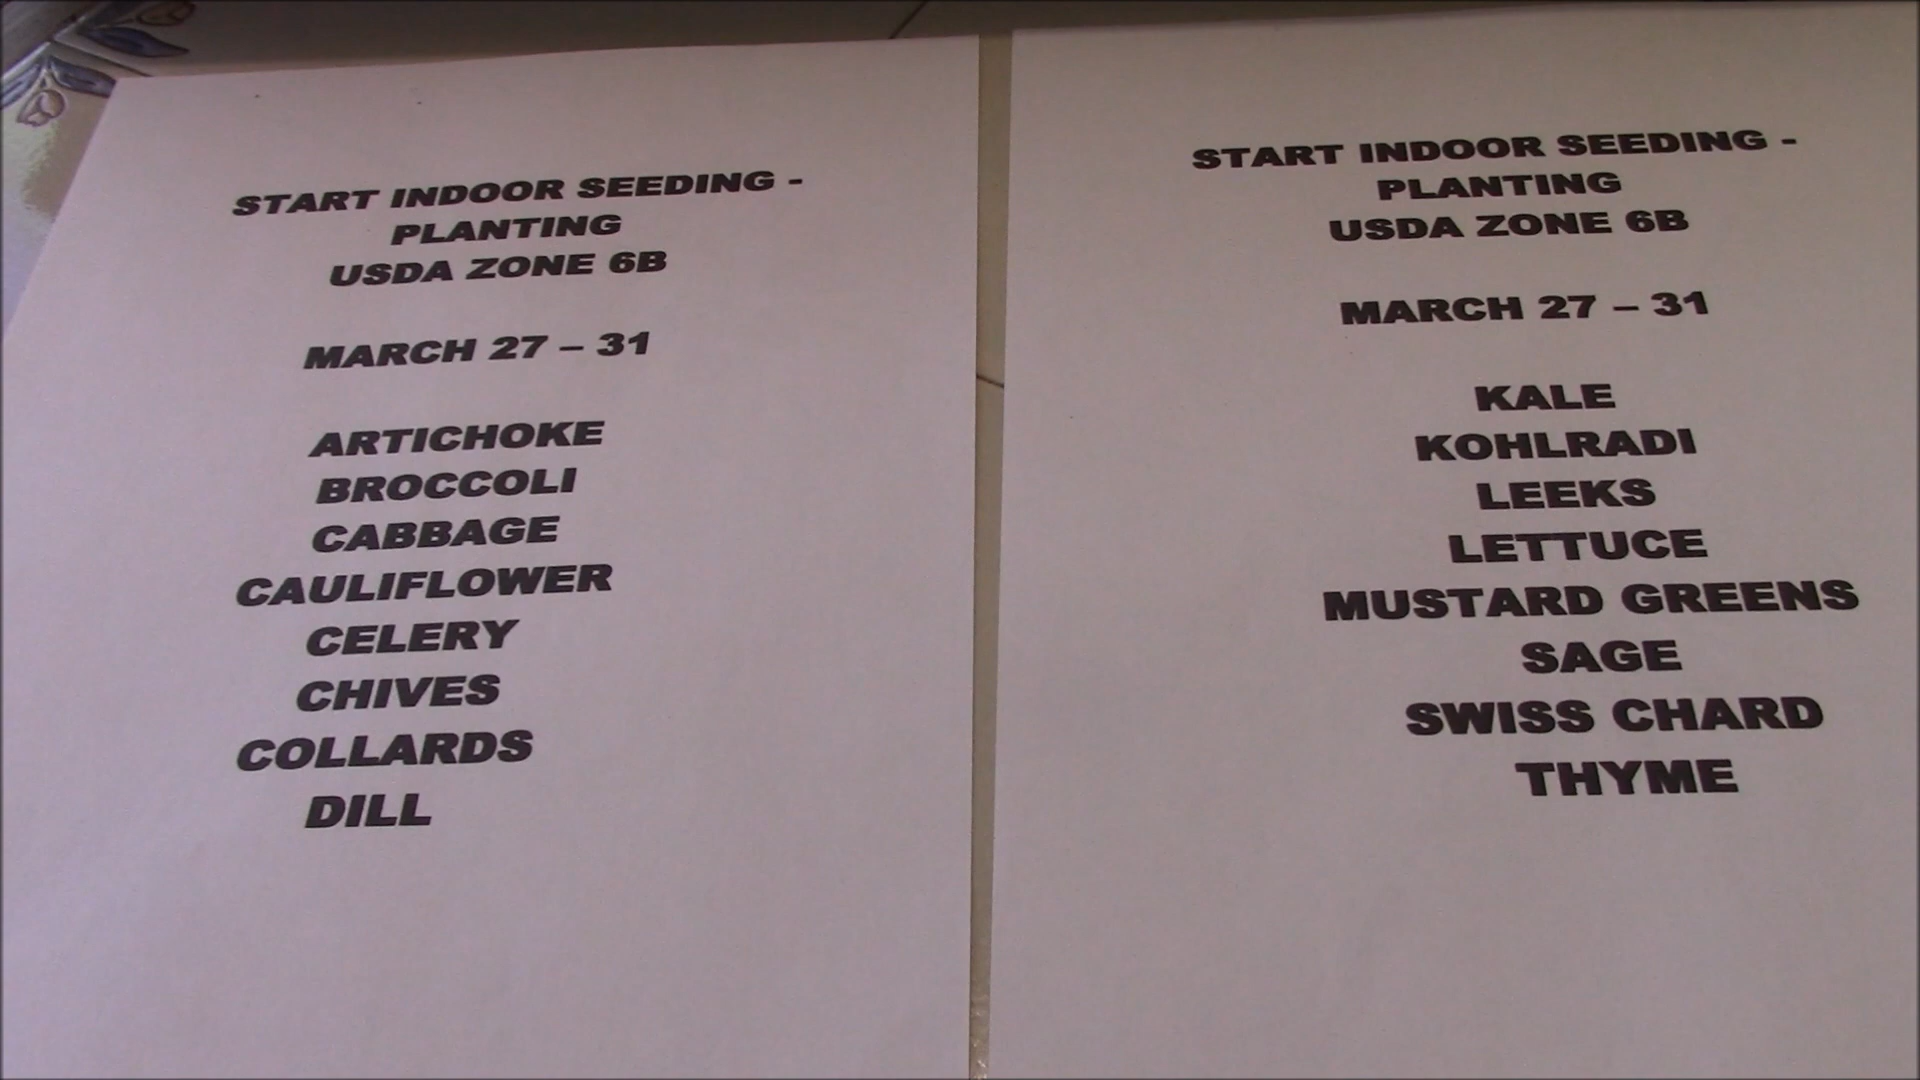 START INDOOR SEEDING -
PLANTING
USDA ZONE 6B
MARCH 27 – 31
ARTICHOKE
BROCCOLI
CABBAGE
CAULIFLOWER
CELERY
CHIVES
COLLARDS
DILL
START INDOOR SEEDING -
PLANTING
USDA ZONE 6B
MARCH 27 – 31
KALE
KOHLRADI
LEEKS
LETTUCE
MUSTARD GREENS
SAGE
SWISS CHARD
THYME